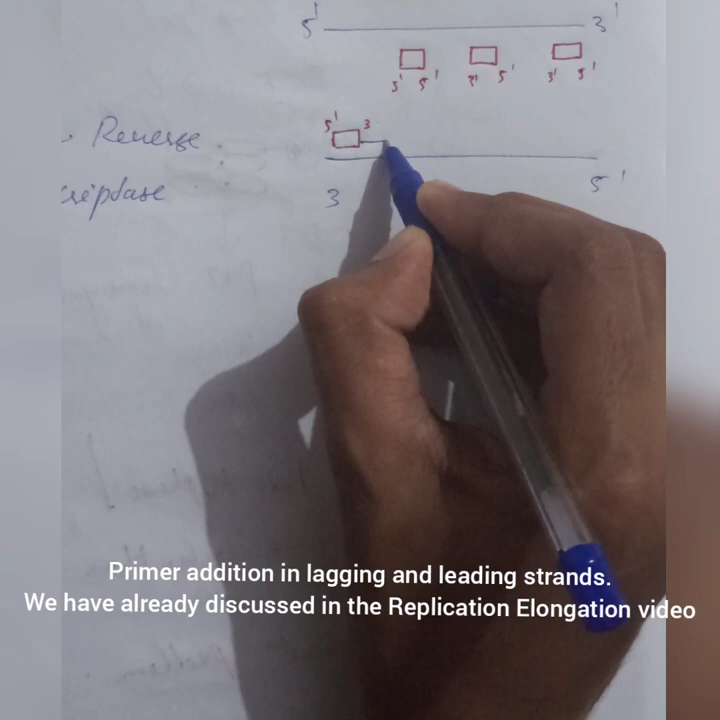 5' 3'
3' 5' 3' 5' 3' 5'
5' 3
Reverse
3 5'
Primer addition in lagging and leading strands.
We have already discussed in the Replication Elongation video